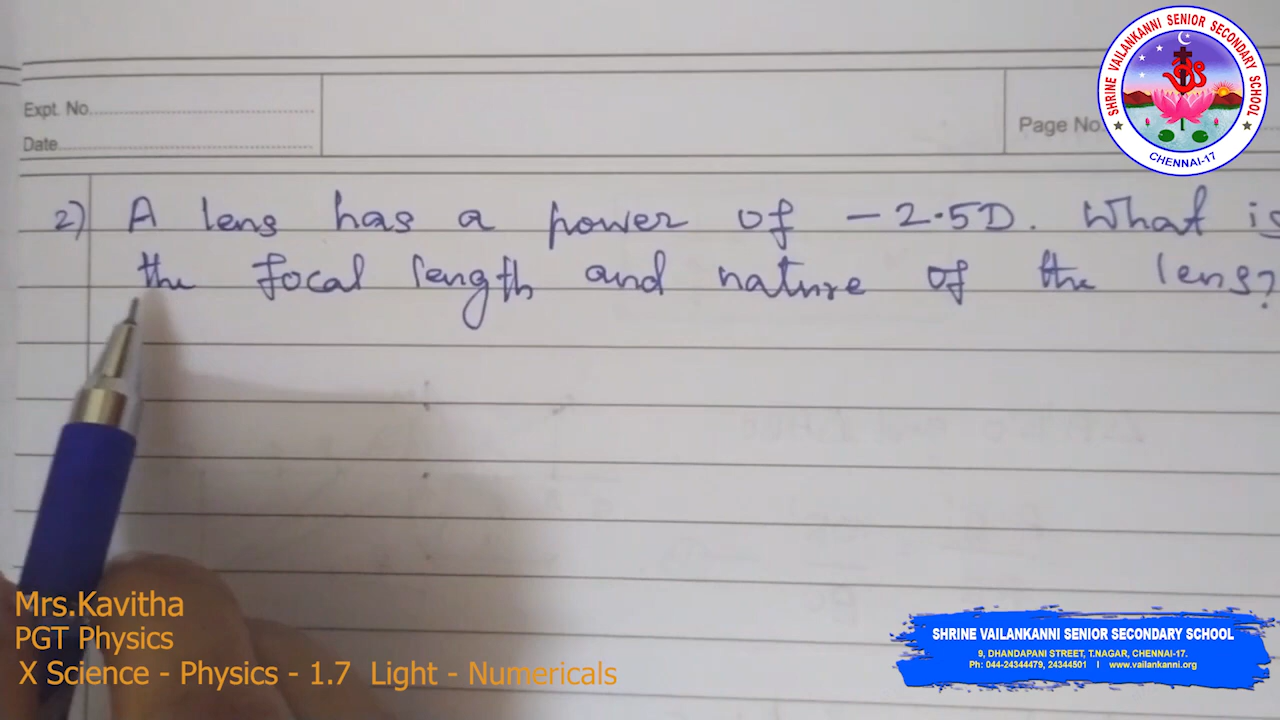 SHRINE VAILANKANNI SENIOR SECONDARY SCHOOL
CHENNAI-17
Expt. No.
Date
Page No.
2) A lens has a power of -2.5D. What is
the focal length and nature of the lens?
Mrs.Kavitha
PGT Physics
X Science - Physics - 1.7 Light - Numericals
SHRINE VAILANKANNI SENIOR SECONDARY SCHOOL
9, DHANDAPANI STREET, T.NAGAR, CHENNAI-17.
Ph: 044-24344479, 24344501 I www.vailankanni.org